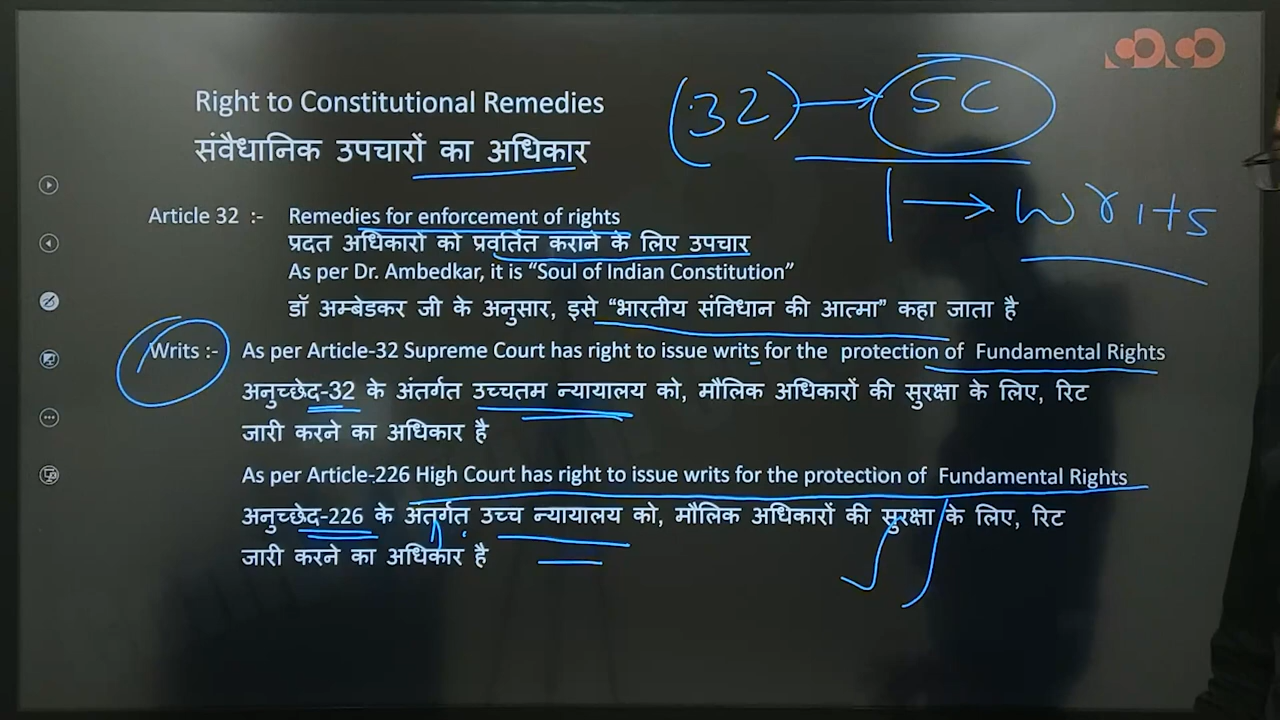 Right to Constitutional Remedies
(32) → SC
संवैधानिक उपचारों का अधिकार
→ Writs
Article 32 :- Remedies for enforcement of rights
प्रदत अधिकारों को प्रवर्तित कराने के लिए उपचार
As per Dr. Ambedkar, it is “Soul of Indian Constitution”
डॉ अम्बेडकर जी के अनुसार, इसे “भारतीय संविधान की आत्मा” कहा जाता है
Writs :- As per Article-32 Supreme Court has right to issue writs for the protection of Fundamental Rights
अनुच्छेद-32 के अंतर्गत उच्चतम न्यायालय को, मौलिक अधिकारों की सुरक्षा के लिए, रिट
जारी करने का अधिकार है
As per Article-226 High Court has right to issue writs for the protection of Fundamental Rights
अनुच्छेद-226 के अंतर्गत उच्च न्यायालय को, मौलिक अधिकारों की सुरक्षा के लिए, रिट
जारी करने का अधिकार है